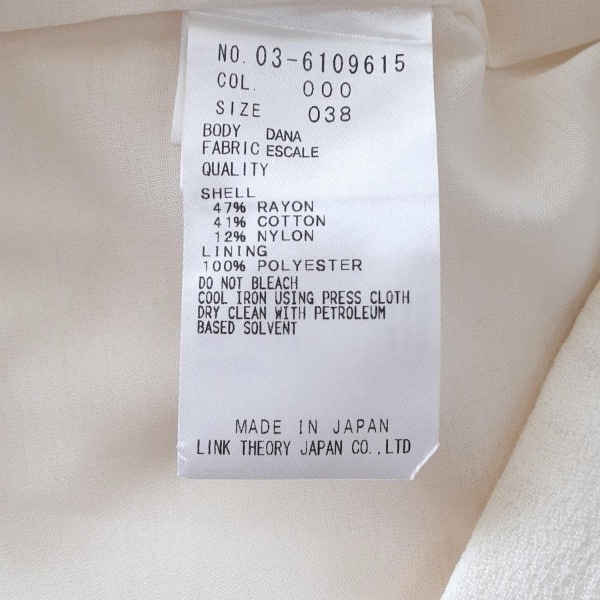 NO. 03-6109615
COL. 000
SIZE 038
BODY DANA
FABRIC ESCALE
QUALITY
SHELL
47% RAYON
41% COTTON
12% NYLON
LINING
100% POLYESTER
DO NOT BLEACH
COOL IRON USING PRESS CLOTH
DRY CLEAN WITH PETROLEUM
BASED SOLVENT
MADE IN JAPAN
LINK THEORY JAPAN CO.,LTD